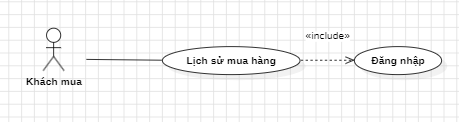 «include»
Lịch sử mua hàng
Đăng nhập
Khách mua